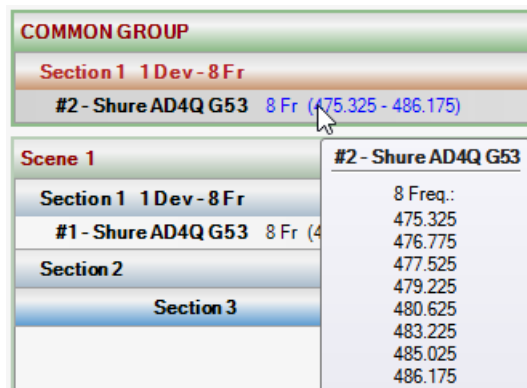 COMMON GROUP
Section 1 1 Dev - 8 Fr
#2 - Shure AD4Q G53 8 Fr (475.325 - 486.175)
Scene 1
Section 1 1 Dev - 8 Fr
#1 - Shure AD4Q G53 8 Fr (4
Section 2
Section 3
#2 - Shure AD4Q G53
8 Freq.:
475.325
476.775
477.525
479.225
480.625
483.225
485.025
486.175